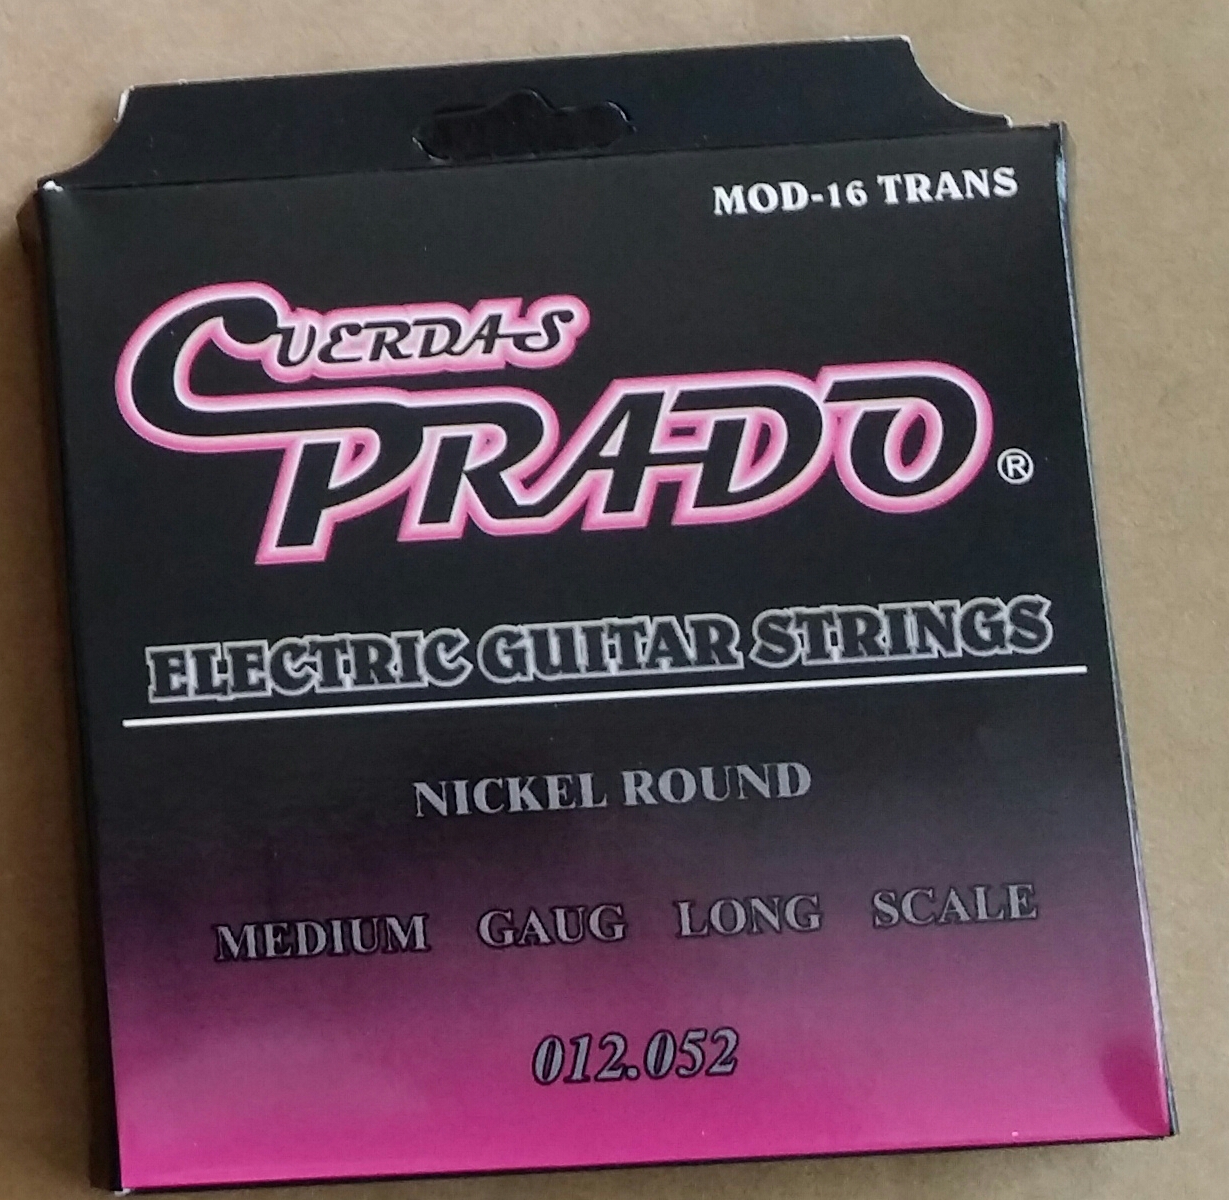 MOD-16 TRANS
CUERDAS
PRADO®
ELECTRIC GUITAR STRINGS
NICKEL ROUND
MEDIUM GAUG LONG SCALE
012.052